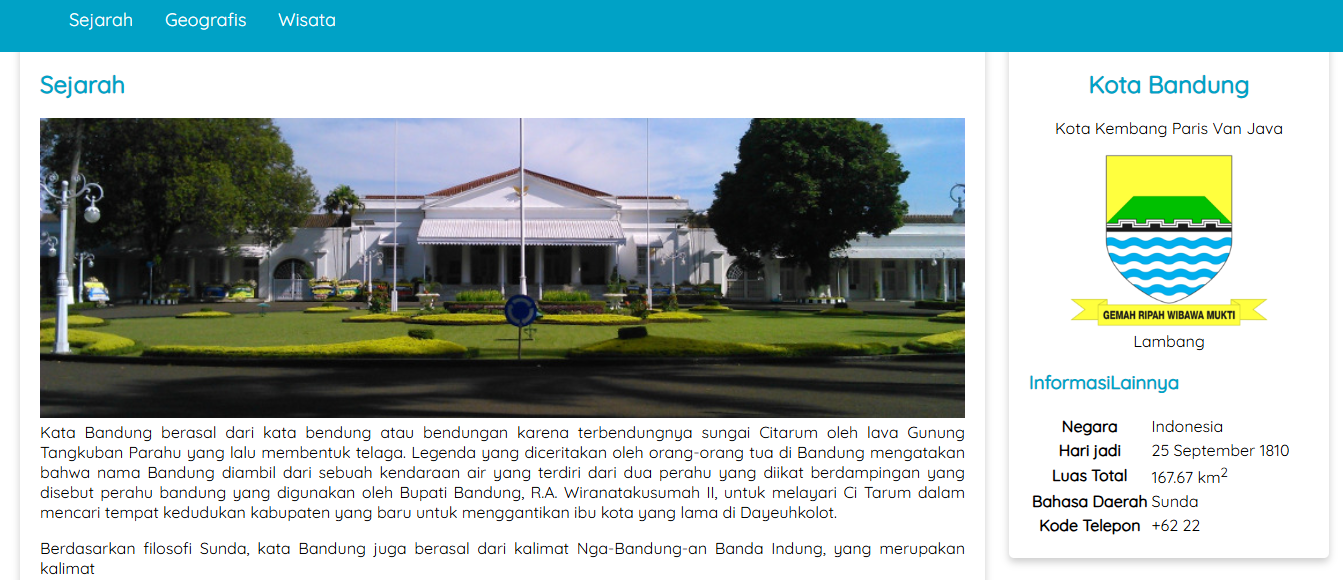 Sejarah Geografis Wisata
Sejarah
Kata Bandung berasal dari kata bendung atau bendungan karena terbendungnya sungai Citarum oleh lava Gunung
Tangkuban Parahu yang lalu membentuk telaga. Legenda yang diceritakan oleh orang-orang tua di Bandung mengatakan
bahwa nama Bandung diambil dari sebuah kendaraan air yang terdiri dari dua perahu yang diikat berdampingan yang
disebut perahu bandung yang digunakan oleh Bupati Bandung, R.A. Wiranatakusumah II, untuk melayari Ci Tarum dalam
mencari tempat kedudukan kabupaten yang baru untuk menggantikan ibu kota yang lama di Dayeuhkolot.
Berdasarkan filosofi Sunda, kata Bandung juga berasal dari kalimat Nga-Bandung-an Banda Indung, yang merupakan
kalimat
Kota Bandung
Kota Kembang Paris Van Java
GEMAH RIPAH WIBAWA MUKTI
Lambang
InformasiLainnya
Negara Indonesia
Hari jadi 25 September 1810
Luas Total 167.67 km2
Bahasa Daerah Sunda
Kode Telepon +62 22